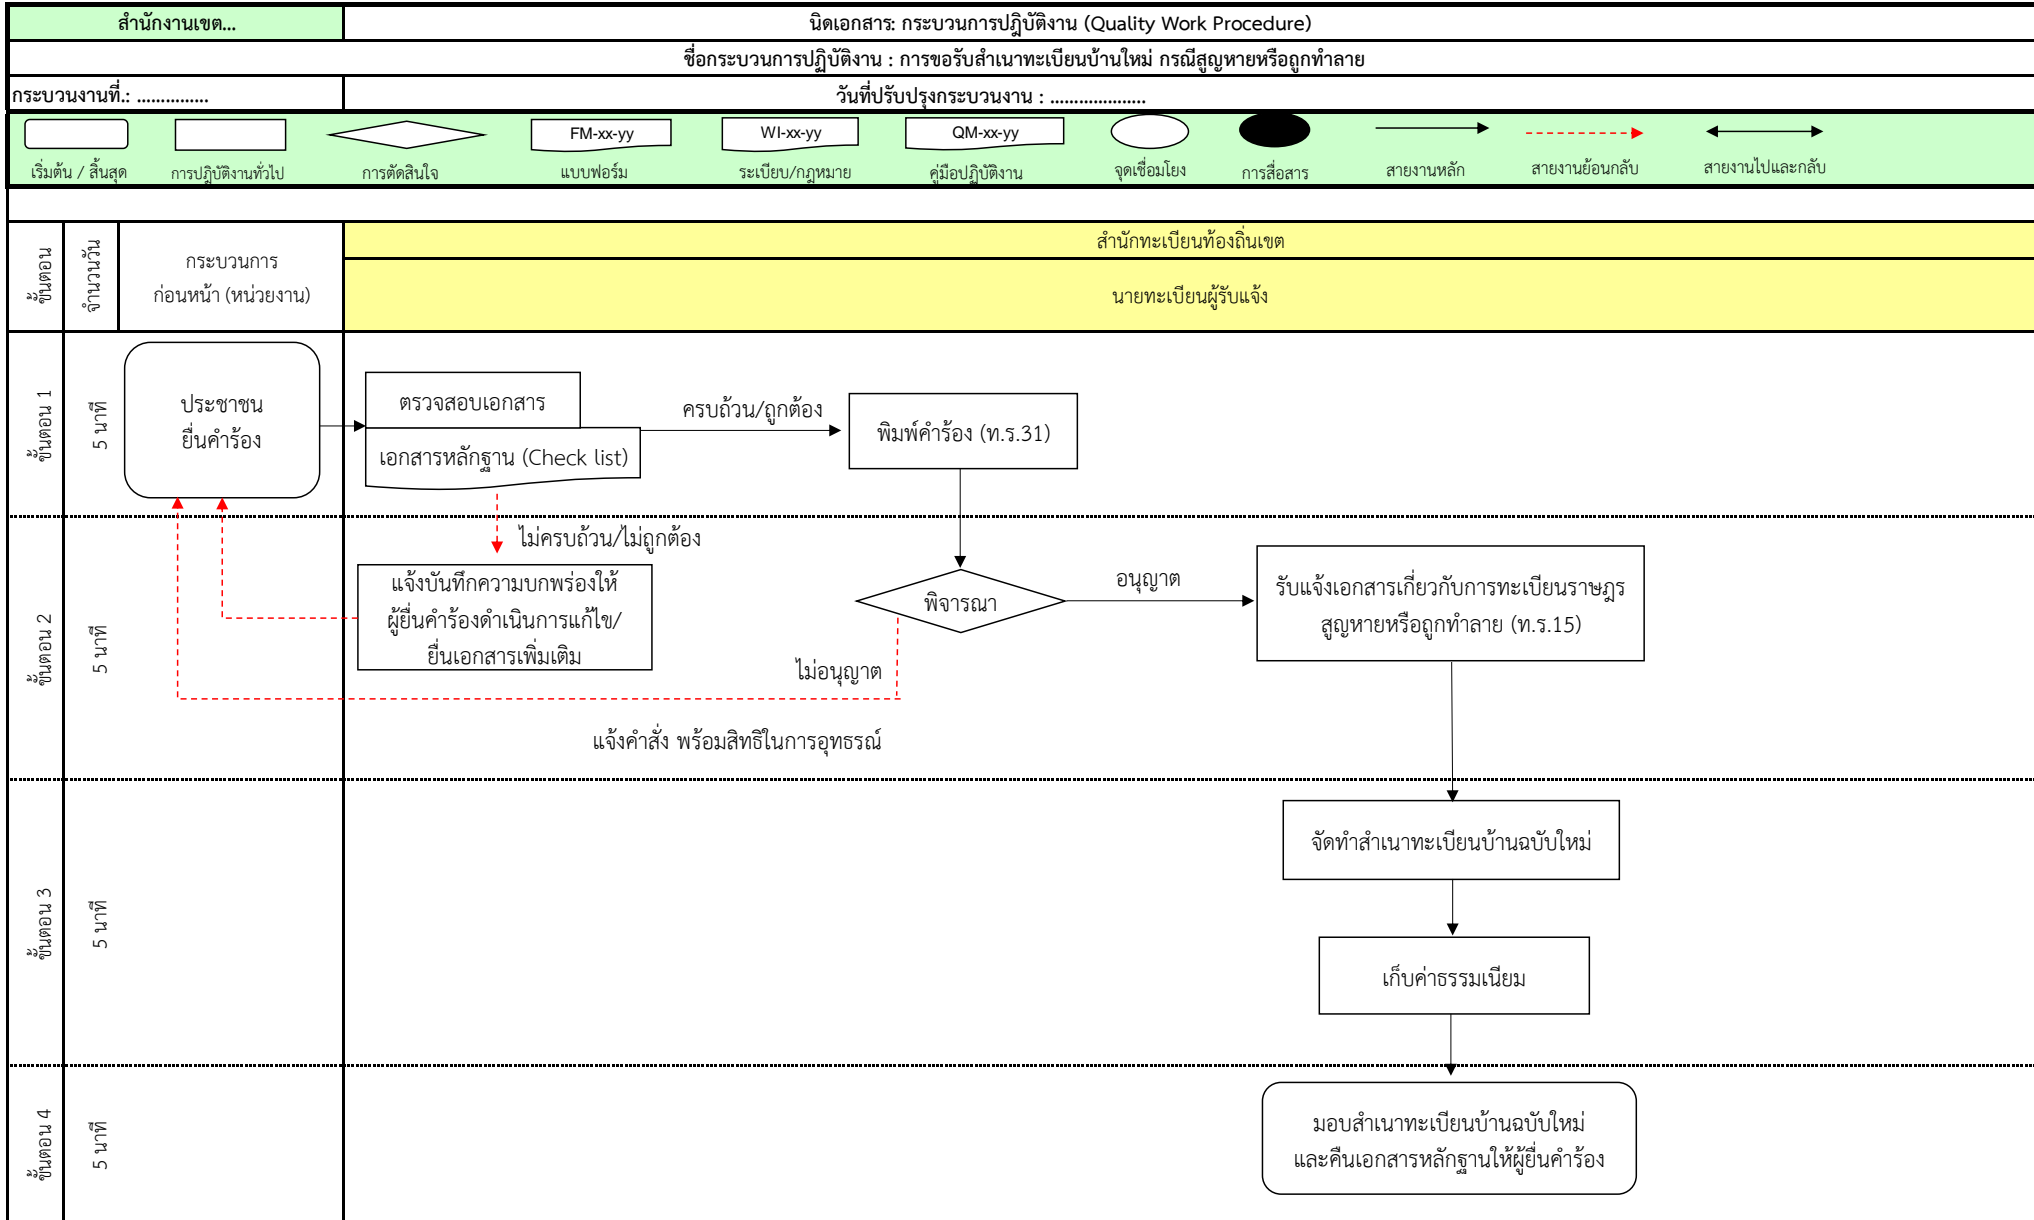 สำนักงานเขต...
นิดเอกสาร: กระบวนการปฎิบัติงาน (Quality Work Procedure)
ชื่อกระบวนการปฏิบัติงาน : การขอรับสำเนาทะเบียนบ้านใหม่ กรณีสูญหายหรือถูกทำลาย
กระบวนงานที่.: ...............
วันที่ปรับปรุงกระบวนงาน : ....................
FM-xx-yy
WI-xx-yy
QM-xx-yy
เริ่มต้น / สิ้นสุด
การปฎิบัติงานทั่วไป
การตัดสินใจ
แบบฟอร์ม
ระเบียบ/กฎหมาย
คู่มือปฏิบัติงาน
จุดเชื่อมโยง
การสื่อสาร
สายงานหลัก
สายงานย้อนกลับ
สายงานไปและกลับ
ขั้นตอน
จำนวนวัน
กระบวนการ
ก่อนหน้า (หน่วยงาน)
สำนักทะเบียนท้องถิ่นเขต
นายทะเบียนผู้รับแจ้ง
ขั้นตอน 1
5 นาที
ประชาชน
ยื่นคำร้อง
ตรวจสอบเอกสาร
เอกสารหลักฐาน (Check list)
ครบถ้วน/ถูกต้อง
พิมพ์คำร้อง (ท.ร.31)
ไม่ครบถ้วน/ไม่ถูกต้อง
ขั้นตอน 2
5 นาที
แจ้งบันทึกความบกพร่องให้
ผู้ยื่นคำร้องดำเนินการแก้ไข/
ยื่นเอกสารเพิ่มเติม
พิจารณา
อนุญาต
รับแจ้งเอกสารเกี่ยวกับการทะเบียนราษฎร
สูญหายหรือถูกทำลาย (ท.ร.15)
ไม่อนุญาต
แจ้งคำสั่ง พร้อมสิทธิในการอุทธรณ์
ขั้นตอน 3
5 นาที
จัดทำสำเนาทะเบียนบ้านฉบับใหม่
เก็บค่าธรรมเนียม
ขั้นตอน 4
5 นาที
มอบสำเนาทะเบียนบ้านฉบับใหม่
และคืนเอกสารหลักฐานให้ผู้ยื่นคำร้อง